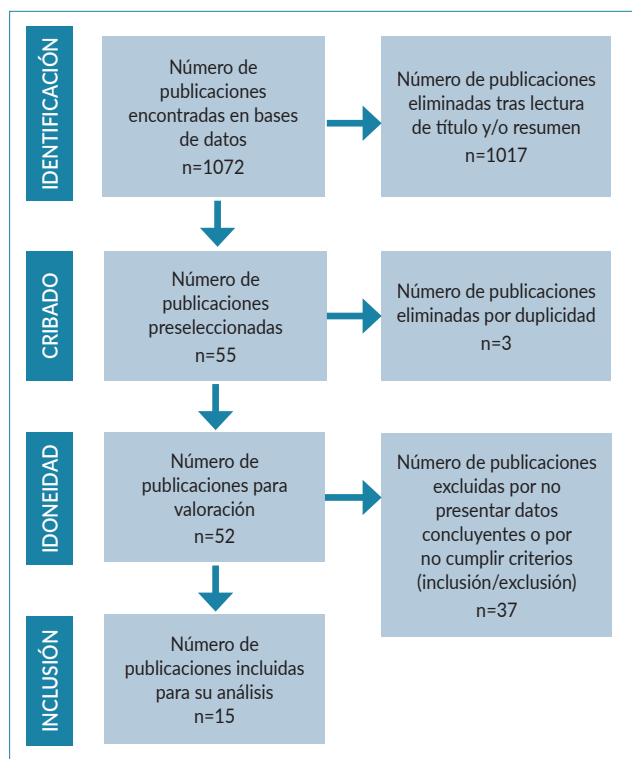 IDENTIFICACIÓN
Número de
publicaciones
encontradas en bases
de datos
n=1072
Número de publicaciones
eliminadas tras lectura
de título y/o resumen
n=1017
CRIBADO
Número de
publicaciones
preseleccionadas
n=55
Número de publicaciones
eliminadas por duplicidad
n=3
IDONEIDAD
Número de
publicaciones para
valoración
n=52
Número de publicaciones
excluidas por no
presentar datos
concluyentes o por
no cumplir criterios
(inclusión/exclusión)
n=37
INCLUSIÓN
Número de
publicaciones incluidas
para su análisis
n=15